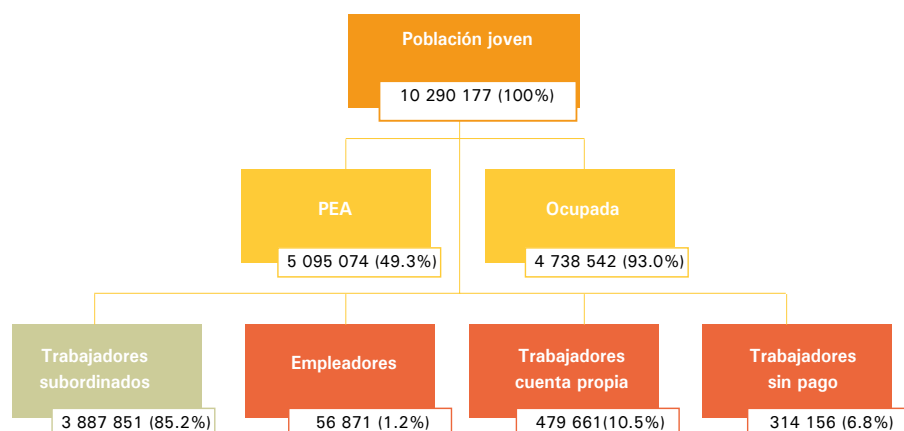 Población joven
10 290 177 (100%)
PEA
5 095 074 (49.3%)
Ocupada
4 738 542 (93.0%)
Trabajadores
subordinados
3 887 851 (85.2%)
Empleadores
56 871 (1.2%)
Trabajadores
cuenta propia
479 661(10.5%)
Trabajadores
sin pago
314 156 (6.8%)